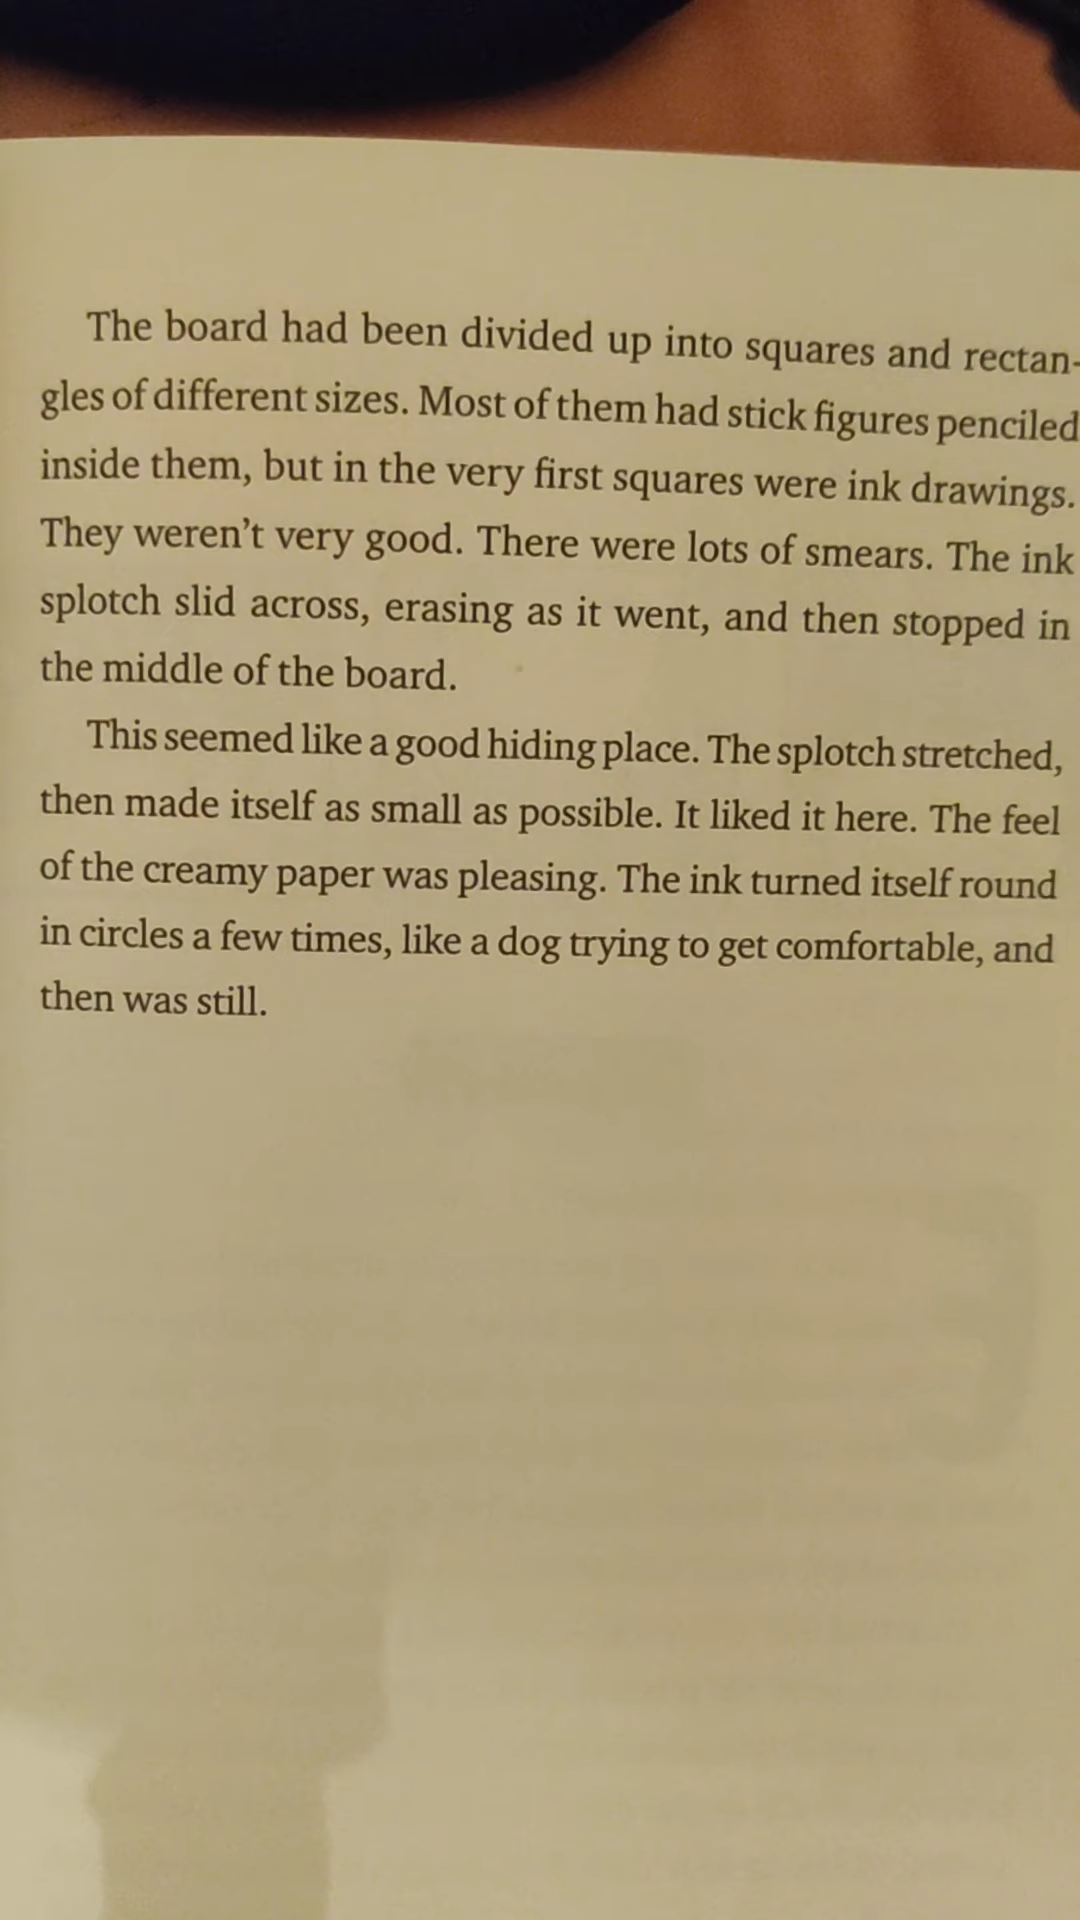 The board had been divided up into squares and rectan-
gles of different sizes. Most of them had stick figures penciled
inside them, but in the very first squares were ink drawings.
They weren't very good. There were lots of smears. The ink
splotch slid across, erasing as it went, and then stopped in
the middle of the board.
This seemed like a good hiding place. The splotch stretched,
then made itself as small as possible. It liked it here. The feel
of the creamy paper was pleasing. The ink turned itself round
in circles a few times, like a dog trying to get comfortable, and
then was still.